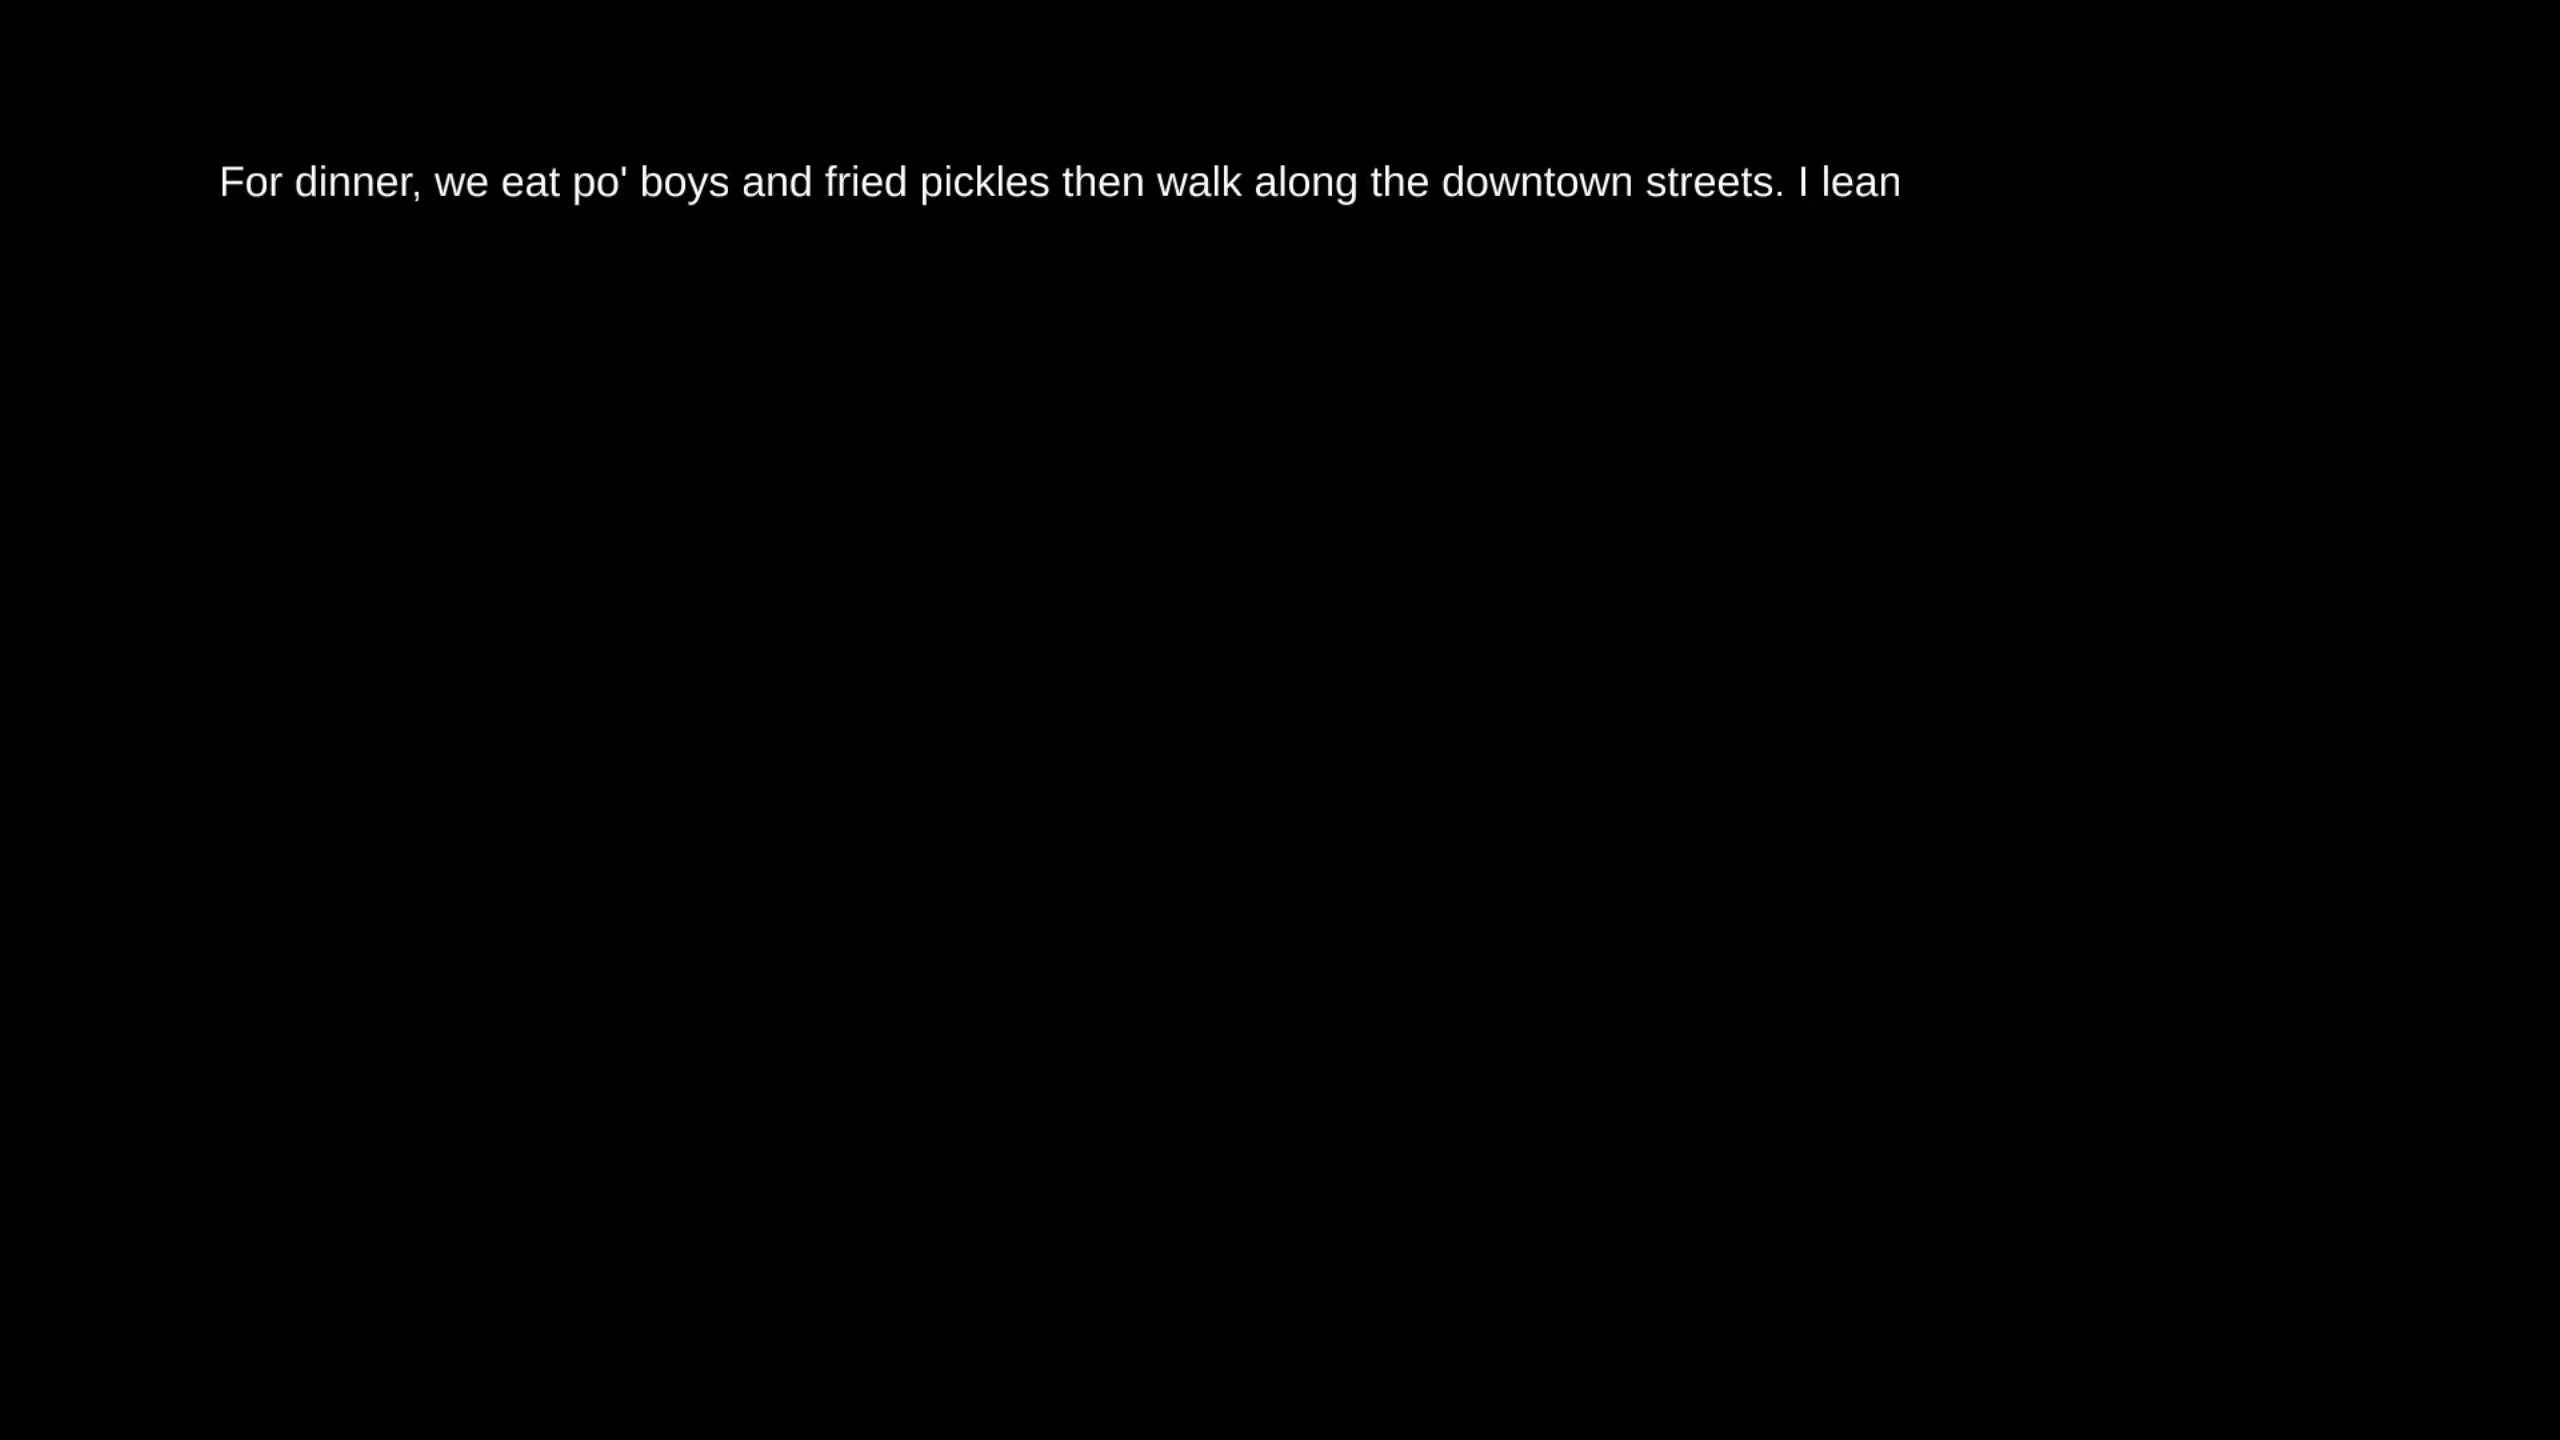 For dinner, we eat po' boys and fried pickles then walk along the downtown streets. I lean